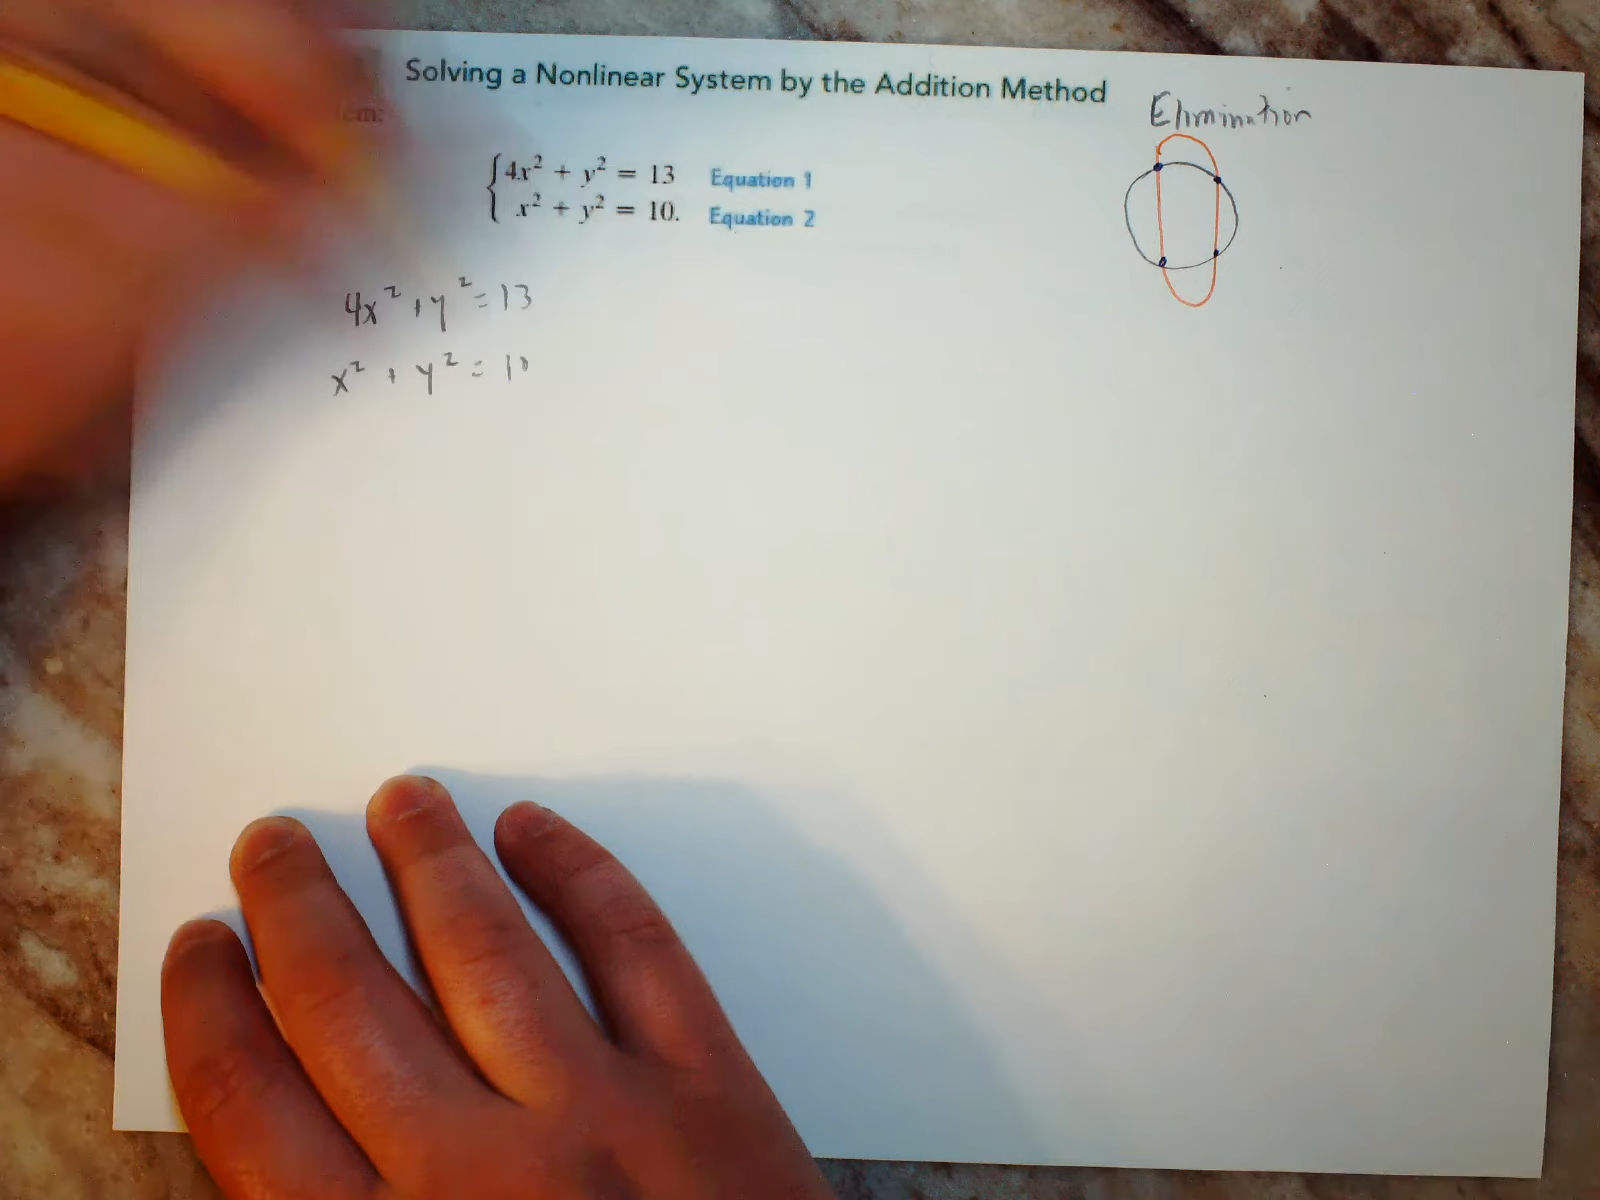 Solving a Nonlinear System by the Addition Method
Elimination
em:
4x² + y² = 13 Equation 1
x² + y² = 10. Equation 2
4x² + y² = 13
x² + y² = 10